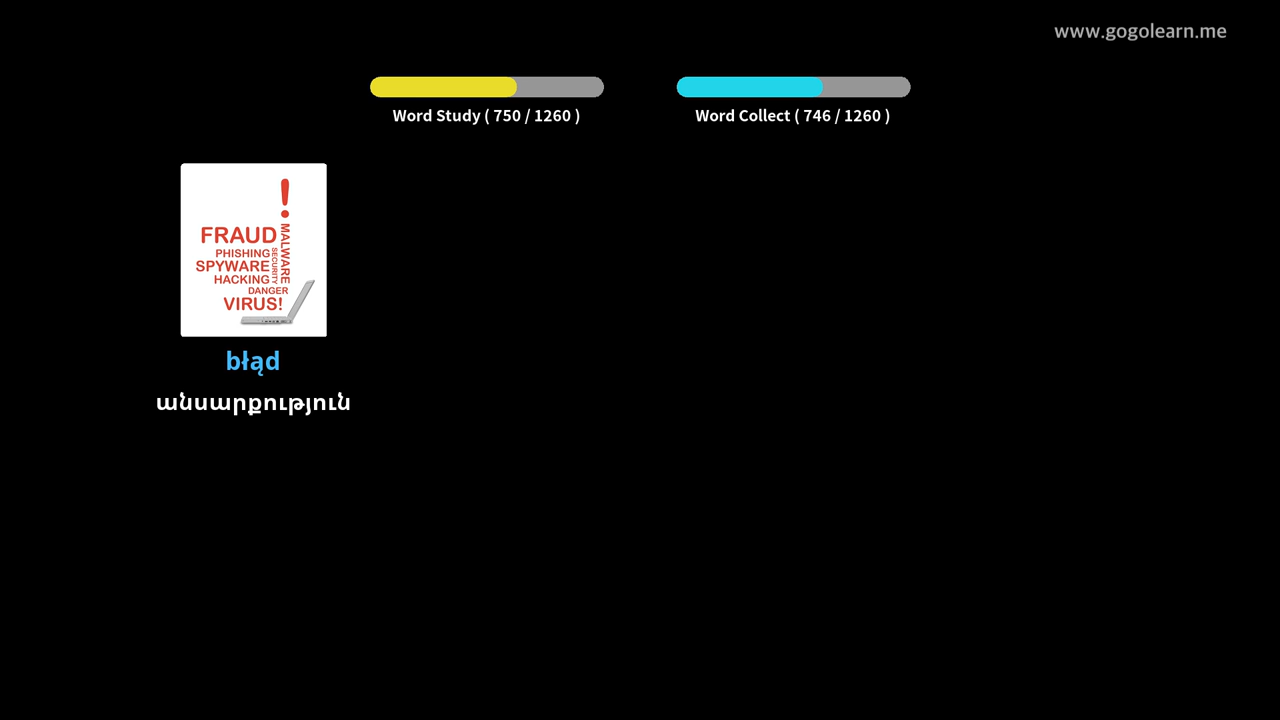 www.gogolearn.me
Word Study ( 750 / 1260 )
Word Collect ( 746 / 1260 )
!
FRAUD
MALWARE
PHISHING
SECURITY
SPYWARE
HACKING
DANGER
VIRUS!
błąd
անսարքություն